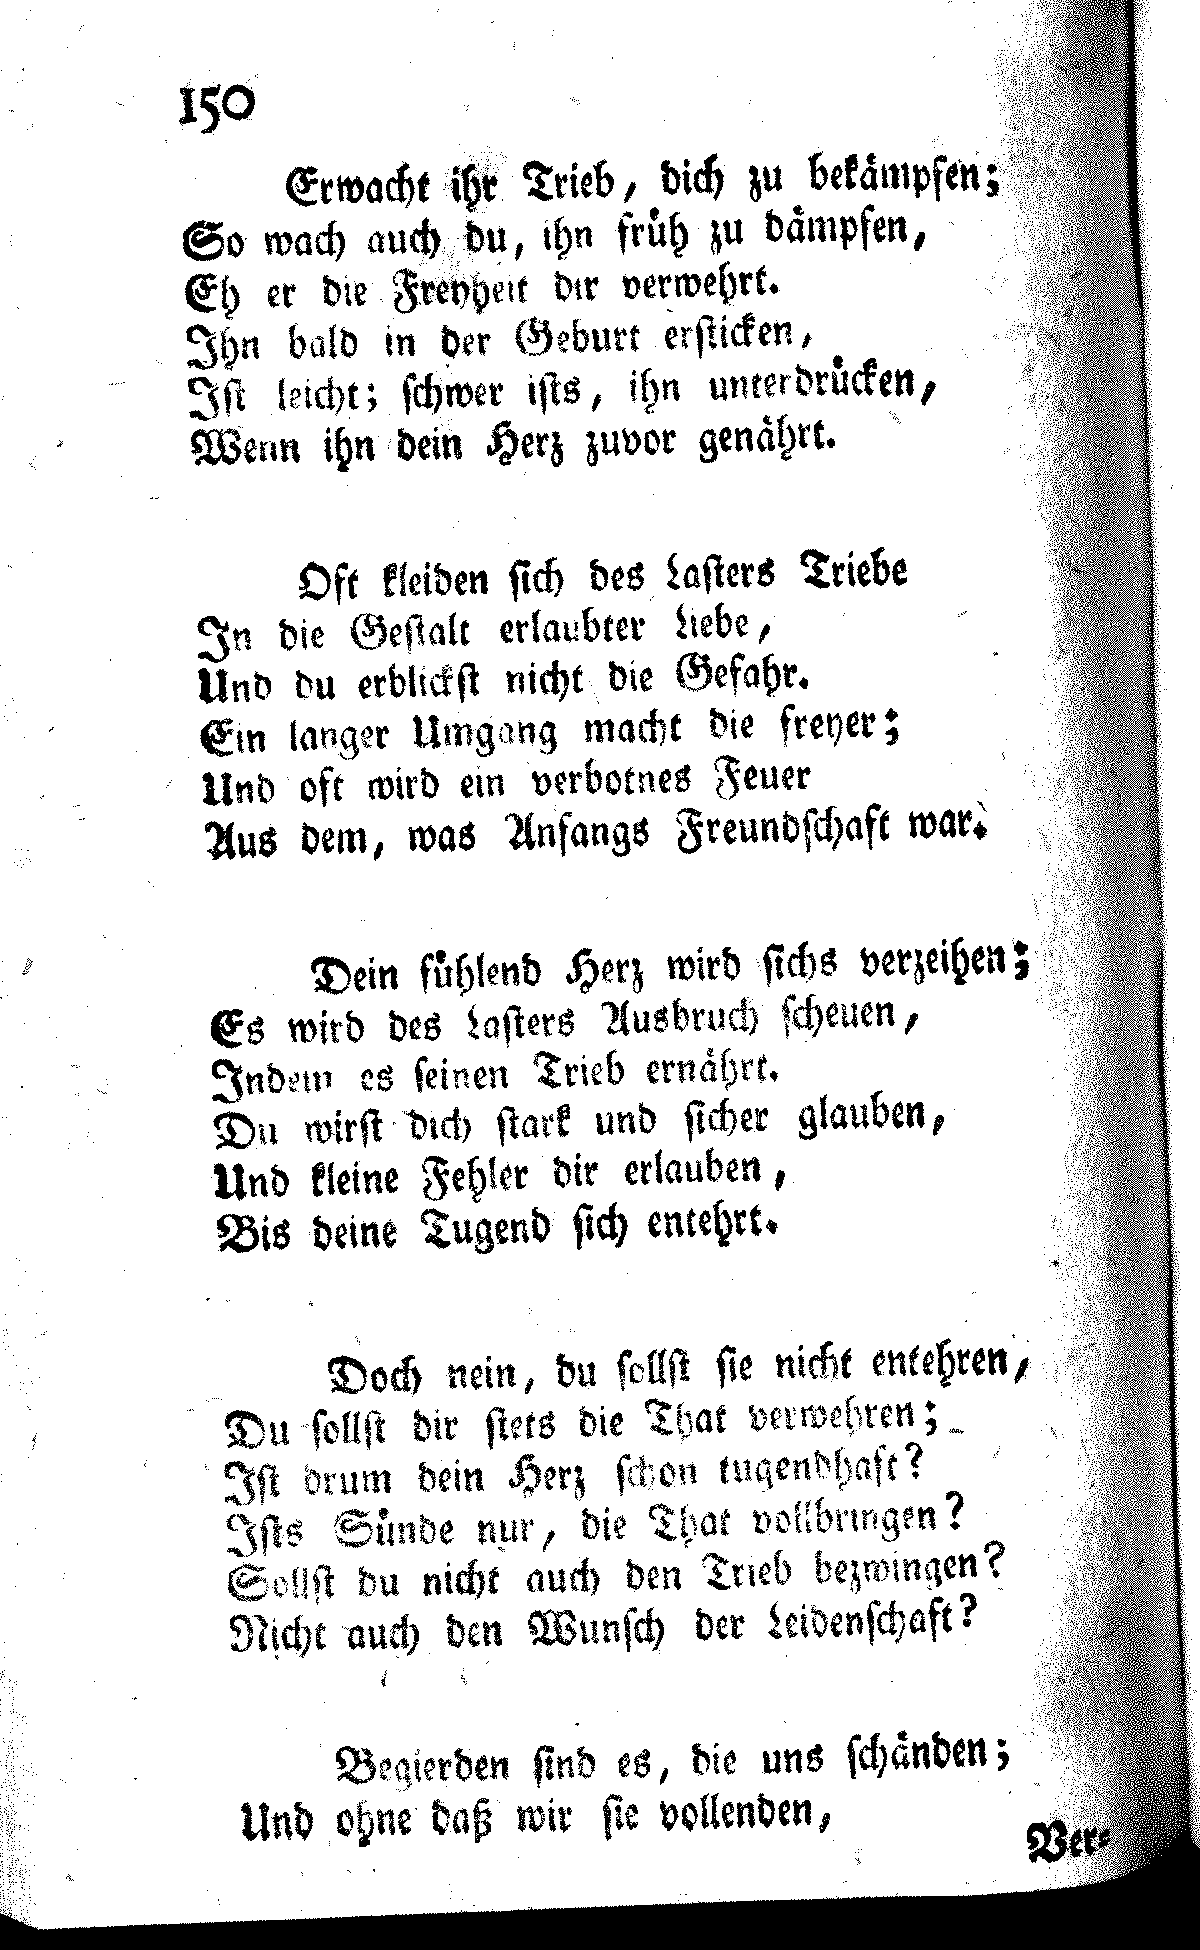 150
Erwacht ihr Trieb, dich zu bekämpfen;
So wach auch du, ihn früh zu dämpfen,
Eh er die Freyheit dir verwehrt.
Ihn bald in der Geburt ersticken,
Ist leicht; schwer ists, ihn unterdrücken,
Wenn ihn dein Herz zuvor genährt.
Oft kleiden sich des Lasters Triebe
In die Gestalt erlaubter Liebe,
Und du erblickst nicht die Gefahr.
Ein langer Umgang macht die freyer;
Und oft wird ein verbotnes Feuer
Aus dem, was Anfangs Freundschaft war.
Dein fühlend Herz wird sichs verzeihen;
Es wird des Lasters Ausbruch scheuen,
Indem es seinen Trieb ernährt.
Du wirst dich stark und sicher glauben,
Und kleine Fehler dir erlauben,
Bis deine Tugend sich entehrt.
Doch nein, du sollst sie nicht entehren,
Du sollst dir stets die That verwehren;
Ist drum dein Herz schon tugendhaft?
Ists Sünde nur, die That vollbringen?
Sollst du nicht auch den Trieb bezwingen?
Nicht auch den Wunsch der Leidenschaft?
Begierden sind es, die uns schänden;
Und ohne daß wir sie vollenden,
Ver-